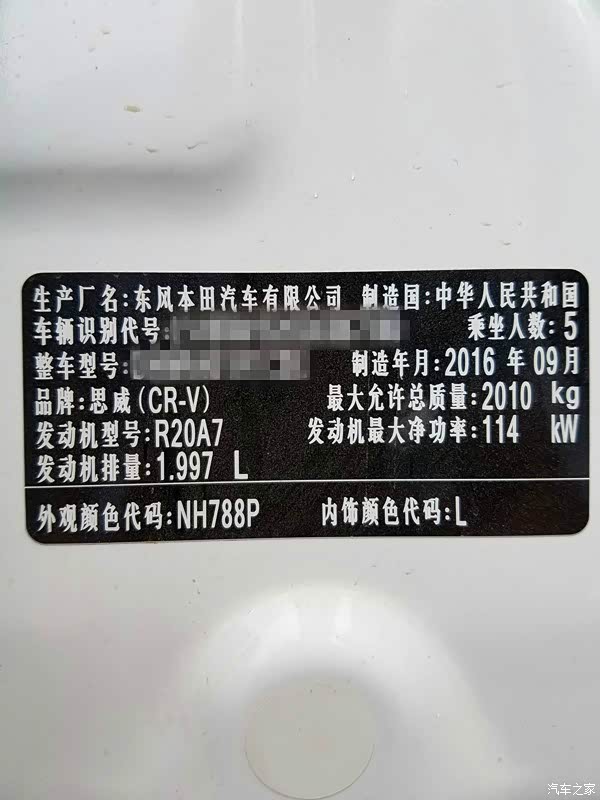 生产厂名:东风本田汽车有限公司 制造国:中华人民共和国
车辆识别代号: 乘坐人数:5
整车型号: 制造年月:2016 年 09月
品牌:思威(CR-V) 最大允许总质量:2010 kg
发动机型号:R20A7 发动机最大净功率:114 kW
发动机排量:1.997 L
外观颜色代码:NH788P 内饰颜色代码:L
汽车之家